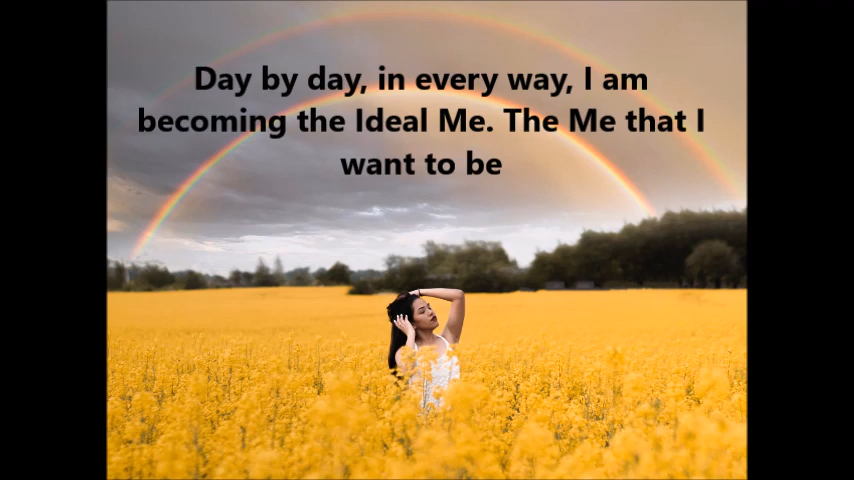 Day by day, in every way, I am
becoming the Ideal Me. The Me that I
want to be